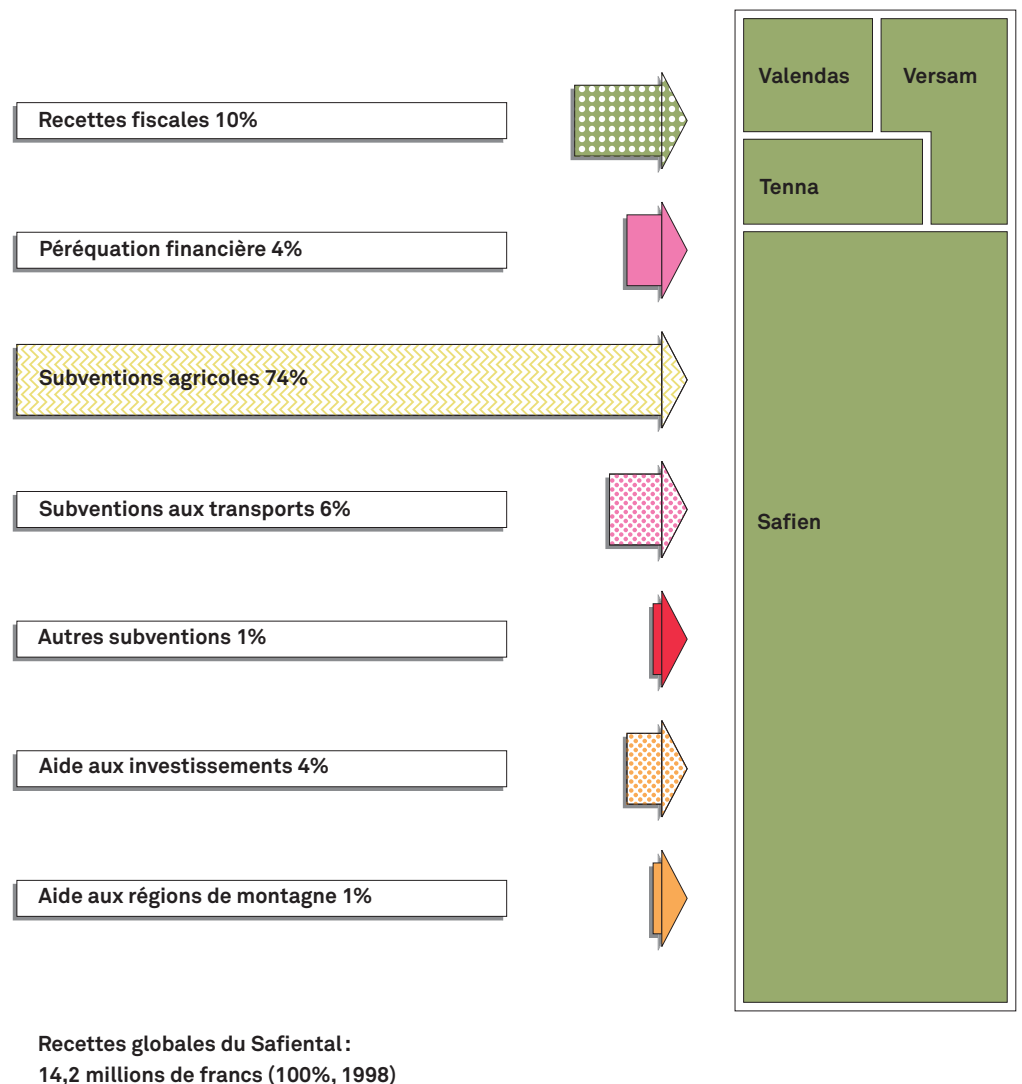 Valendas
Versam
Recettes fiscales 10%
Tenna
Péréquation financière 4%
Subventions agricoles 74%
Subventions aux transports 6%
Safien
Autres subventions 1%
Aide aux investissements 4%
Aide aux régions de montagne 1%
Recettes globales du Safiental:
14,2 millions de francs (100%, 1998)